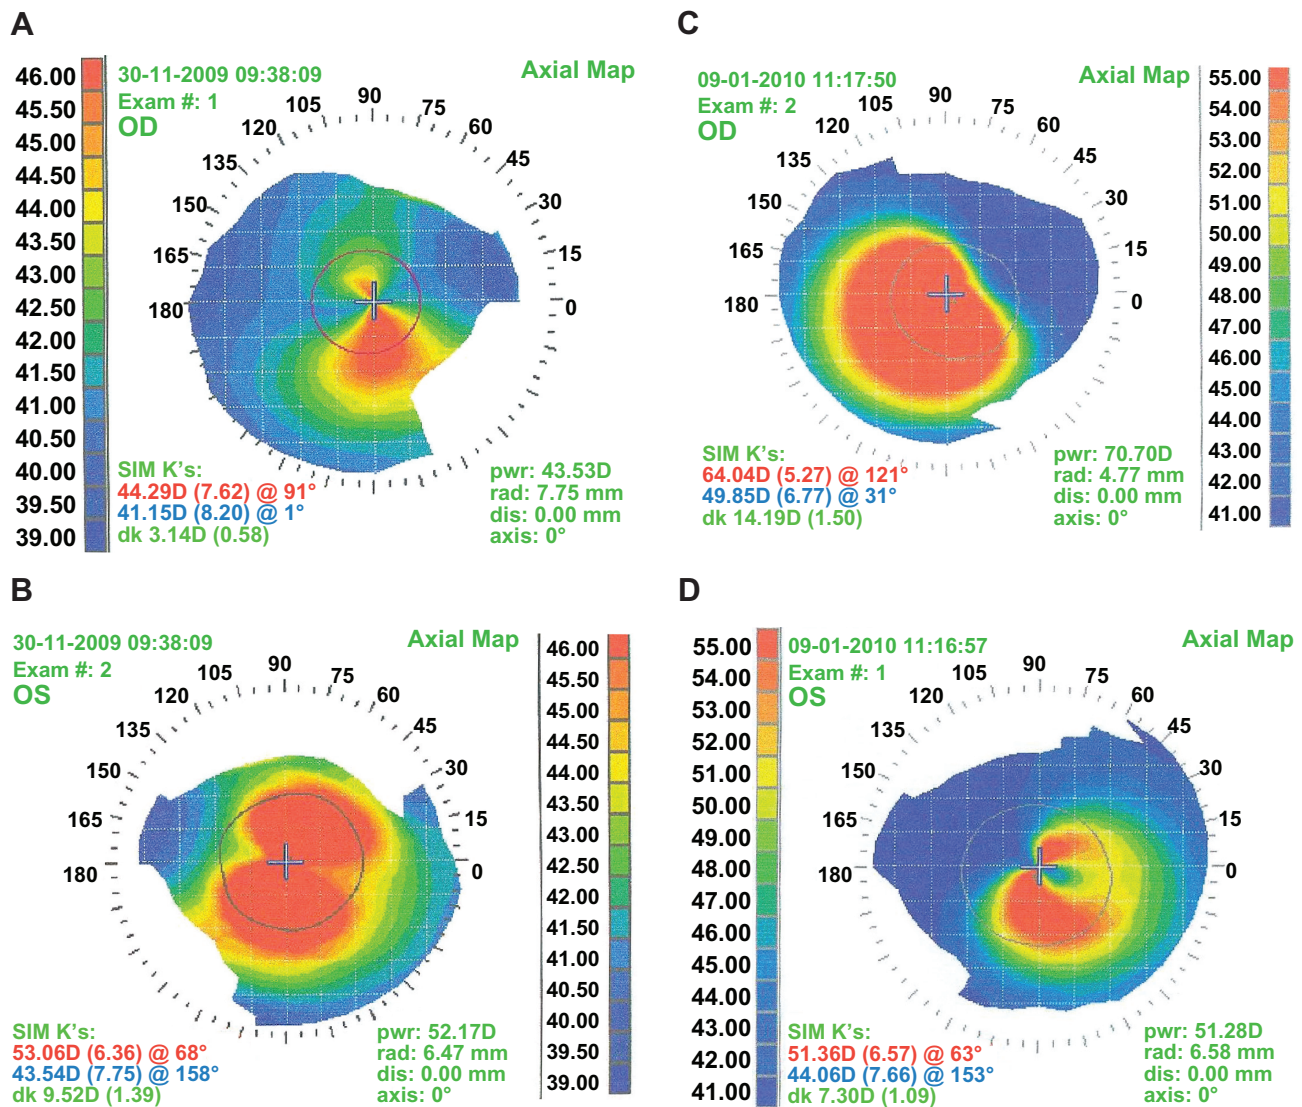 A
30-11-2009 09:38:09
Axial Map
Exam #: 1
OD
46.00
45.50
45.00
44.50
44.00
43.50
43.00
42.50
42.00
41.50
41.00
40.50
40.00
39.50
39.00
90
105
75
120
60
135
45
150
30
165
15
180
0
SIM K's:
44.29D (7.62) @ 91°
41.15D (8.20) @ 1°
dk 3.14D (0.58)
pwr: 43.53D
rad: 7.75 mm
dis: 0.00 mm
axis: 0°
C
09-01-2010 11:17:50
Axial Map
Exam #: 2
OD
90
105
75
120
60
135
45
150
30
165
15
180
0
55.00
54.00
53.00
52.00
51.00
50.00
49.00
48.00
47.00
46.00
45.00
44.00
43.00
42.00
41.00
SIM K's:
64.04D (5.27) @ 121°
49.85D (6.77) @ 31°
dk 14.19D (1.50)
pwr: 70.70D
rad: 4.77 mm
dis: 0.00 mm
axis: 0°
B
30-11-2009 09:38:09
Axial Map
Exam #: 2
OS
90
105
75
120
60
135
45
150
30
165
15
180
0
46.00
45.50
45.00
44.50
44.00
43.50
43.00
42.50
42.00
41.50
41.00
40.50
40.00
39.50
39.00
SIM K's:
53.06D (6.36) @ 68°
43.54D (7.75) @ 158°
dk 9.52D (1.39)
pwr: 52.17D
rad: 6.47 mm
dis: 0.00 mm
axis: 0°
D
09-01-2010 11:16:57
Axial Map
Exam #: 1
OS
55.00
54.00
53.00
52.00
51.00
50.00
49.00
48.00
47.00
46.00
45.00
44.00
43.00
42.00
41.00
90
105
75
120
60
135
45
150
30
165
15
180
0
SIM K's:
51.36D (6.57) @ 63°
44.06D (7.66) @ 153°
dk 7.30D (1.09)
pwr: 51.28D
rad: 6.58 mm
dis: 0.00 mm
axis: 0°